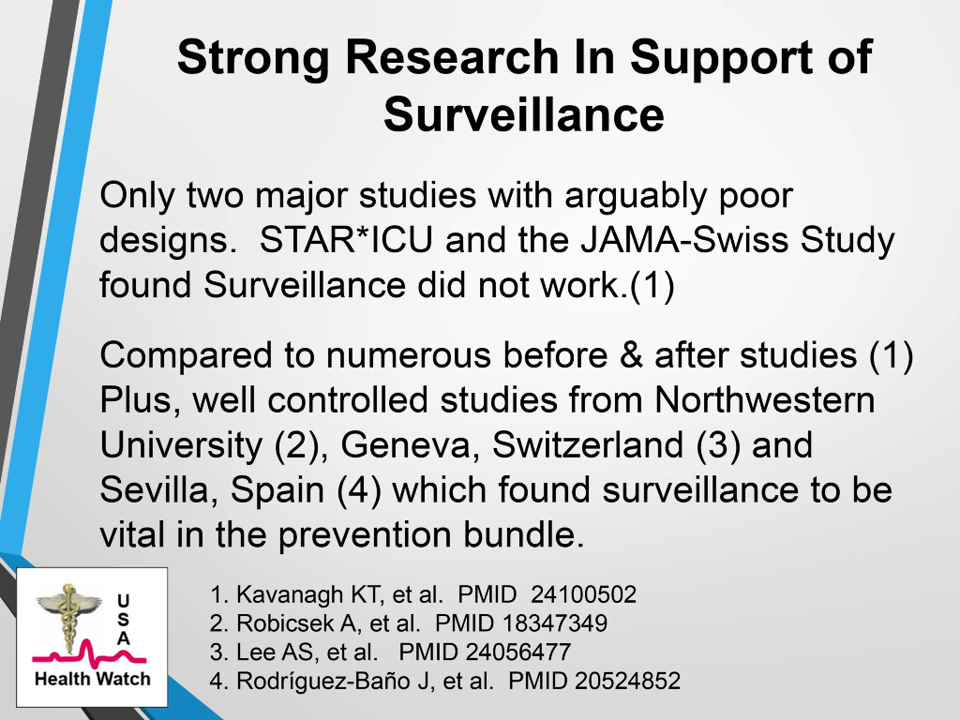 Strong Research In Support of
Surveillance
Only two major studies with arguably poor
designs.  STAR*ICU and the JAMA-Swiss Study
found Surveillance did not work.(1)
Compared to numerous before & after studies (1)
Plus, well controlled studies from Northwestern
University (2), Geneva, Switzerland (3) and
Sevilla, Spain (4) which found surveillance to be
vital in the prevention bundle.
1. Kavanagh KT, et al.  PMID  24100502
2. Robicsek A, et al.  PMID 18347349
3. Lee AS, et al.   PMID 24056477
4. Rodríguez-Baño J, et al.  PMID 20524852
U
S
A
Health Watch